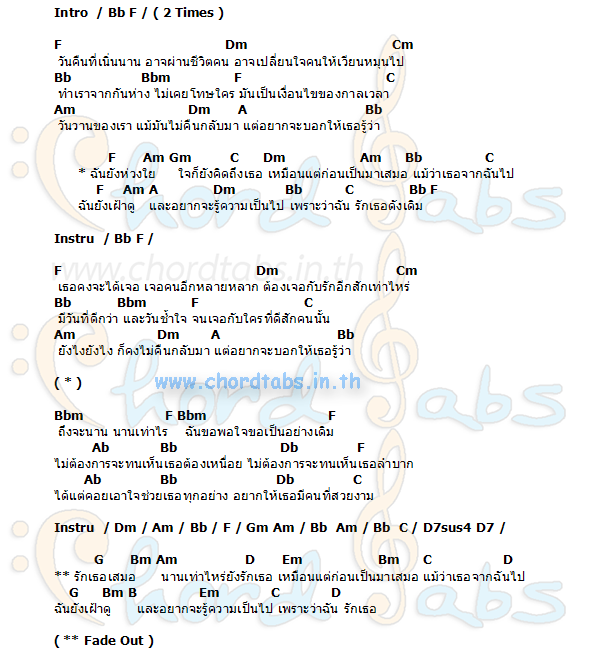 Intro / Bb F / ( 2 Times )
F Dm Cm
วันคืนที่เนิ่นนาน อาจผ่านชีวิตคน อาจเปลี่ยนใจคนให้เวียนหมุนไป
Bb Bbm F C
ทำเราจากกันห่าง ไม่เคยโทษใคร มันเป็นเงื่อนไขของกาลเวลา
Am Dm A Bb
วันวานของเรา แม้มันไม่คืนกลับมา แต่อยากจะบอกให้เธอรู้ว่า
F Am Gm C Dm Am Bb C
* ฉันยังห่วงใย ใจก็ยังคิดถึงเธอ เหมือนแต่ก่อนเป็นมาเสมอ แม้ว่าเธอจากฉันไป
F Am A Dm Bb C Bb F
ฉันยังเฝ้าดู และอยากจะรู้ความเป็นไป เพราะว่าฉัน รักเธอดังเดิม
Instru / Bb F /
www.chordtabs.in.th
F Dm Cm
เธอคงจะได้เจอ เจอคนอีกหลายหลาก ต้องเจอกับรักอีกสักเท่าไหร่
Bb Bbm F C
มีวันที่ดีกว่า และวันช้ำใจ จนเจอกับใครที่ดีสักคนนั้น
Am Dm A Bb
ยังไงยังไง ก็คงไม่คืนกลับมา แต่อยากจะบอกให้เธอรู้ว่า
( * ) www.chordtabs.in.th
Bbm F Bbm F
ถึงจะนาน นานเท่าไร ฉันขอพอใจขอเป็นอย่างเดิม
Ab Bb Db F
ไม่ต้องการจะทนเห็นเธอต้องเหนื่อย ไม่ต้องการจะทนเห็นเธอลำบาก
Ab Bb Db C
ได้แต่คอยเอาใจช่วยเธอทุกอย่าง อยากให้เธอมีคนที่สวยงาม
Instru / Dm / Am / Bb / F / Gm Am / Bb Am / Bb C / D7sus4 D7 /
G Bm Am D Em Bm C D
** รักเธอเสมอ นานเท่าไหร่ยังรักเธอ เหมือนแต่ก่อนเป็นมาเสมอ แม้ว่าเธอจากฉันไป
G Bm B Em C D
ฉันยังเฝ้าดู และอยากจะรู้ความเป็นไป เพราะว่าฉัน รักเธอ
( ** Fade Out )